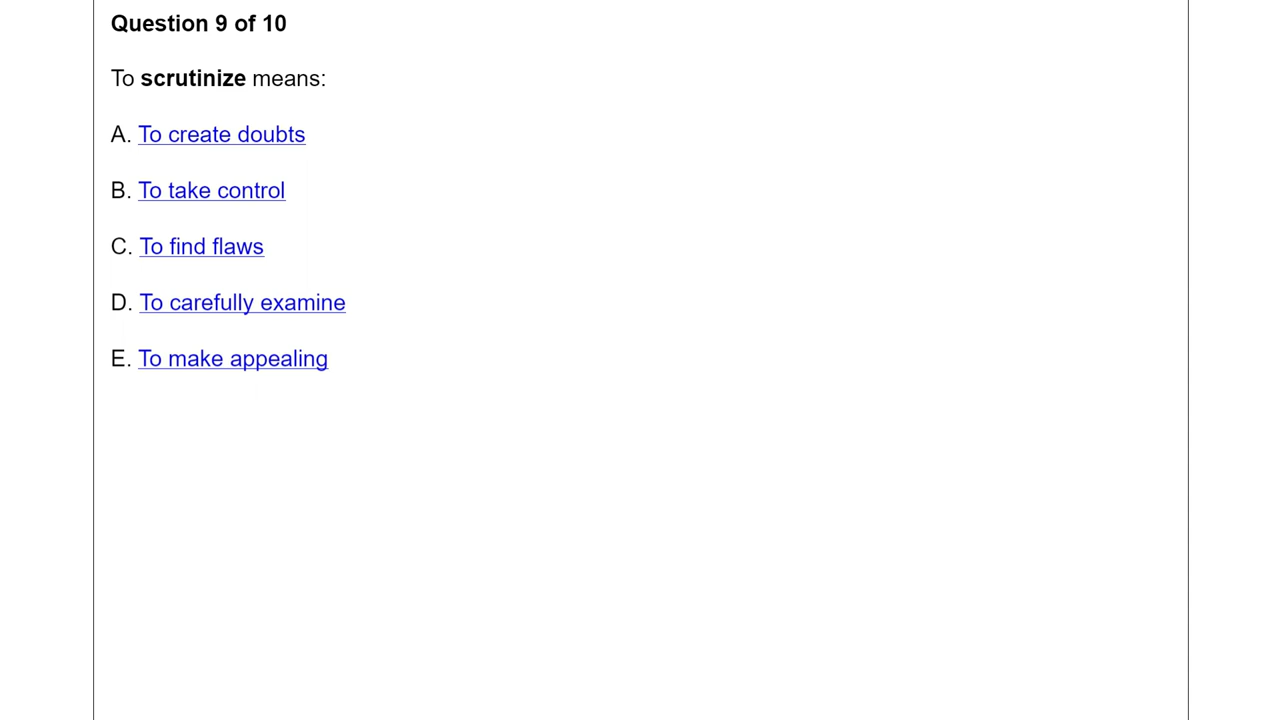 Question 9 of 10
To scrutinize means:
A. To create doubts
B. To take control
C. To find flaws
D. To carefully examine
E. To make appealing